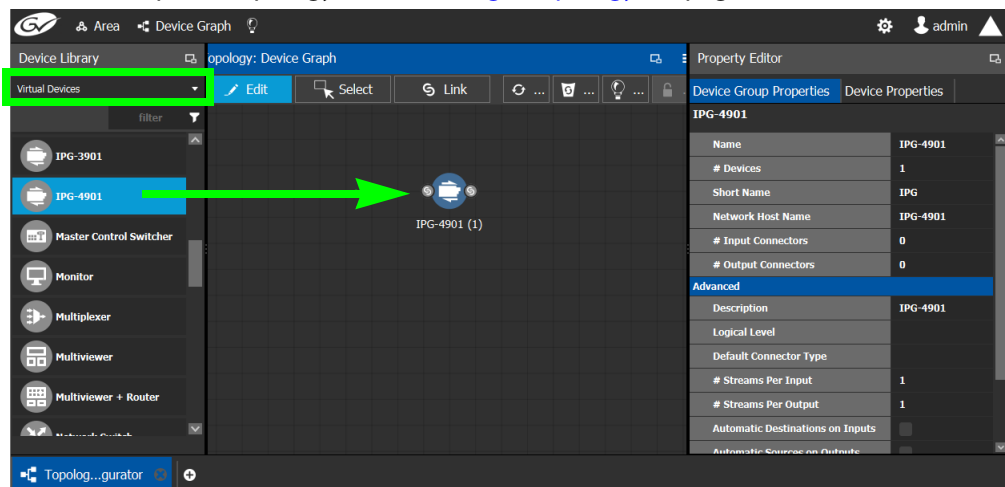 Area Device Graph admin
Device Library
opology: Device Graph
Property Editor
Virtual Devices
Edit Select Link ... ... ...
Device Group Properties Device Properties
filter
IPG-4901
IPG-3901
IPG-4901
Master Control Switcher
Monitor
Multiplexer
Multiviewer
Multiviewer + Router
IPG-4901 (1)
Name IPG-4901
# Devices 1
Short Name IPG
Network Host Name IPG-4901
# Input Connectors 0
# Output Connectors 0
Advanced
Description IPG-4901
Logical Level
Default Connector Type
# Streams Per Input 1
# Streams Per Output 1
Automatic Destinations on Inputs
Automatic Sources on Outputs
Topolog...gurator